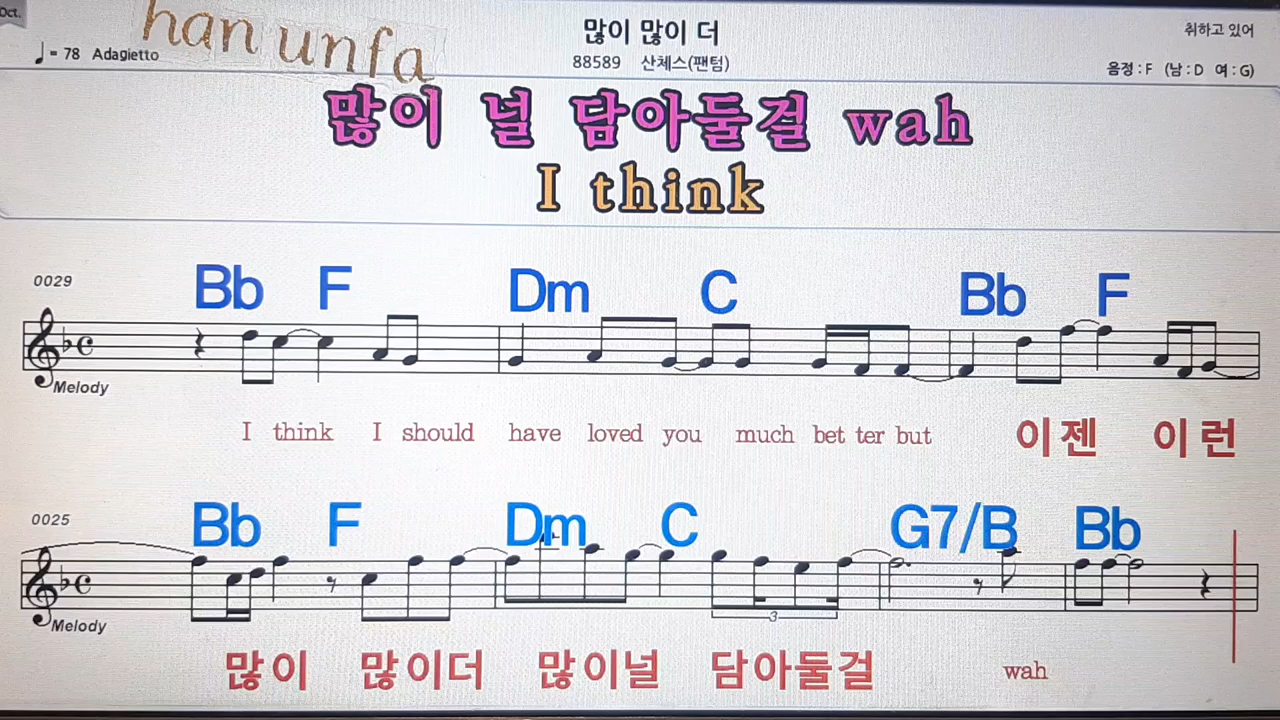 Oct.
han unfa
많이 많이 더
취하고 있어
♩= 78 Adagietto
88589 산체스(팬텀)
음정 : F (남 : D 여 : G)
많이 널 담아둘걸 wah
I think
0029
Bb F Dm C Bb F
Melody
I think I should have loved you much bet ter but 이 젠 이 런
0025
Bb F Dm C G7/B Bb
3
Melody
많이 많이더 많이널 담아둘걸 wah